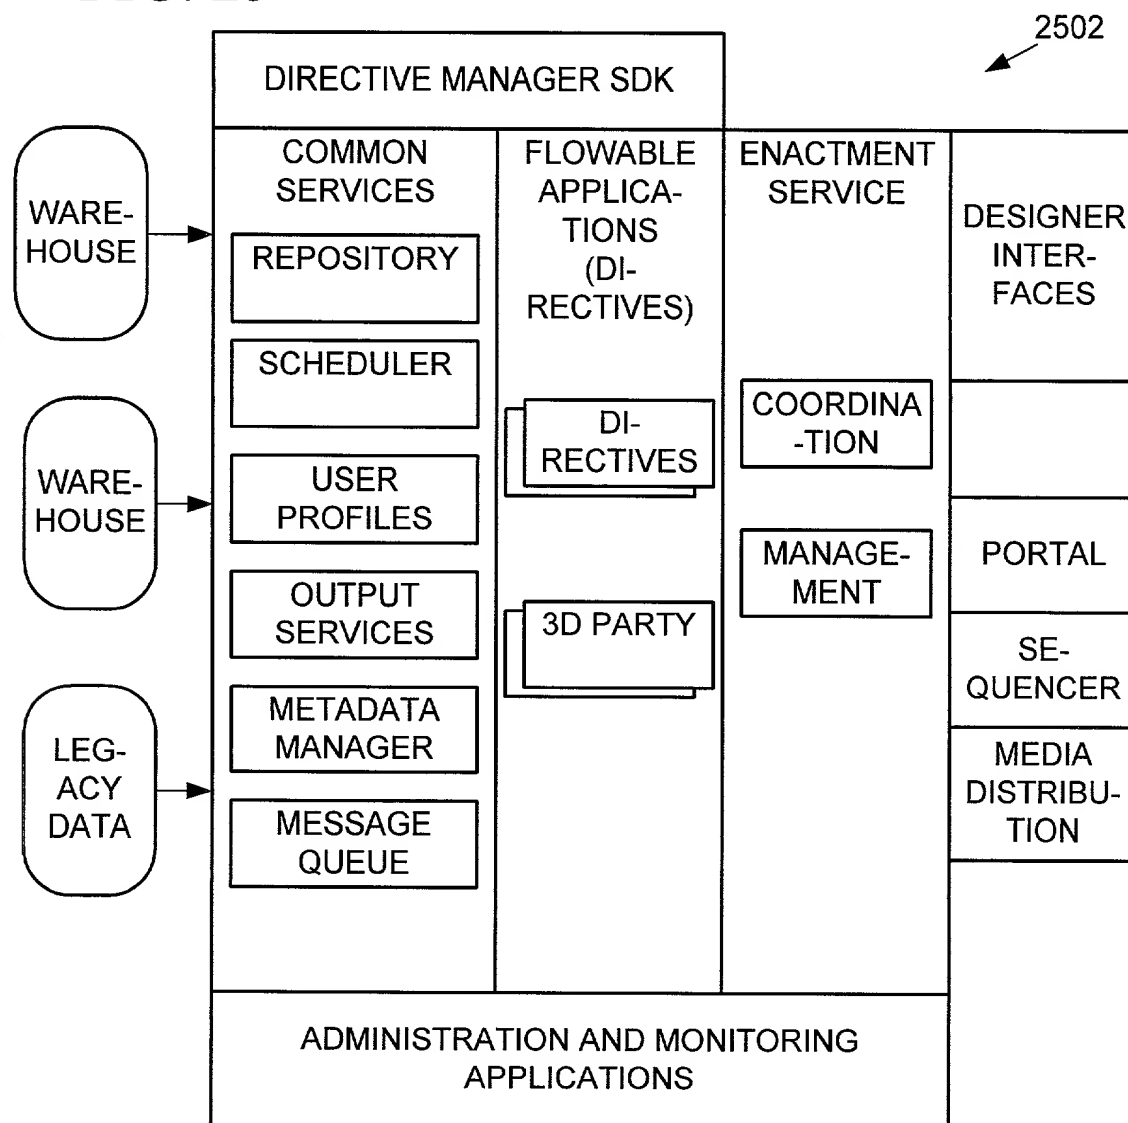 2502
DIRECTIVE MANAGER SDK
WARE-
HOUSE
WARE-
HOUSE
LEG-
ACY
DATA
COMMON
SERVICES
REPOSITORY
SCHEDULER
USER
PROFILES
OUTPUT
SERVICES
METADATA
MANAGER
MESSAGE
QUEUE
FLOWABLE
APPLICA-
TIONS
(DI-
RECTIVES)
DI-
RECTIVES
3D PARTY
ENACTMENT
SERVICE
COORDINA
-TION
MANAGE-
MENT
DESIGNER
INTER-
FACES
PORTAL
SE-
QUENCER
MEDIA
DISTRIBU-
TION
ADMINISTRATION AND MONITORING
APPLICATIONS